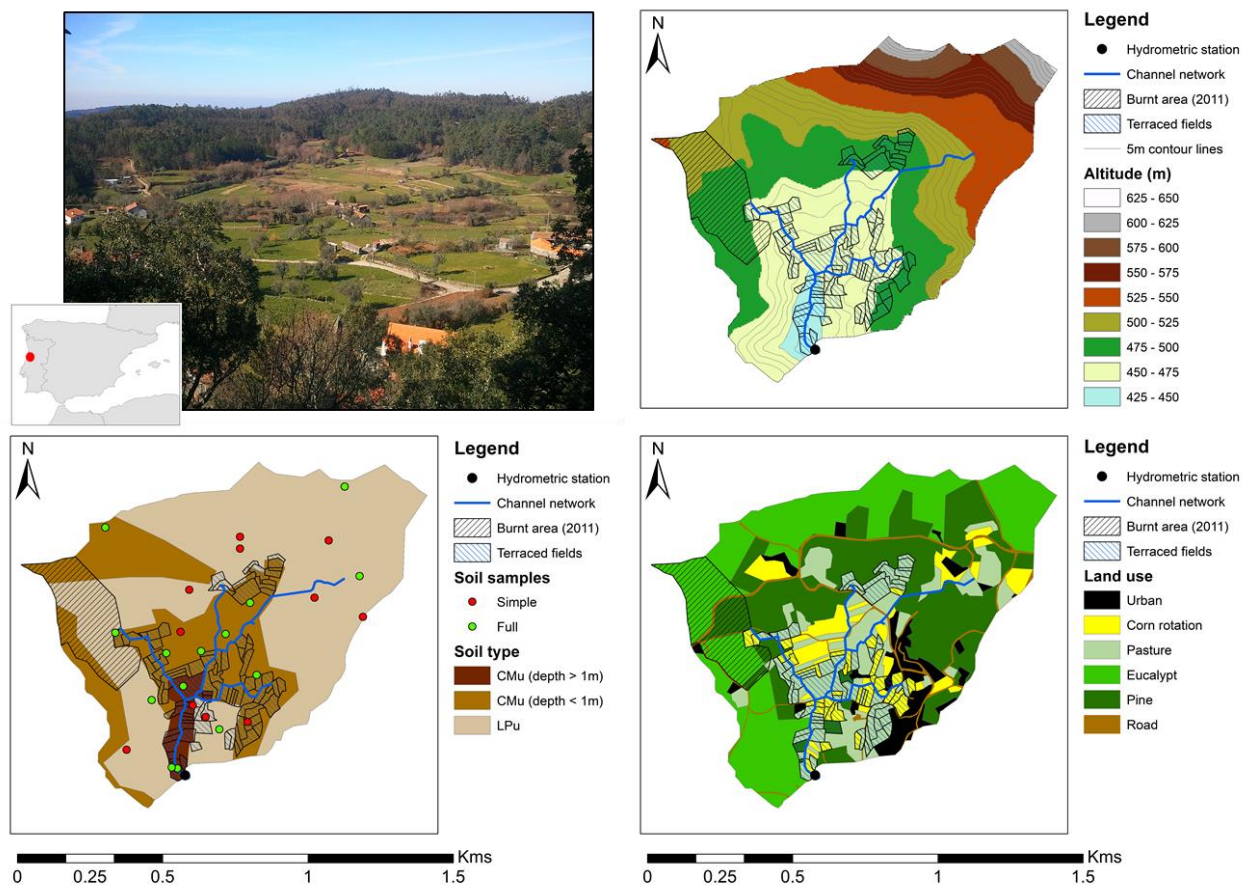 N
Legend
Hydrometric station
Channel network
Burnt area (2011)
Terraced fields
5m contour lines
Altitude (m)
625 - 650
600 - 625
575 - 600
550 - 575
525 - 550
500 - 525
475 - 500
450 - 475
425 - 450
N
Legend
Hydrometric station
Channel network
Burnt area (2011)
Terraced fields
Soil samples
Simple
Full
Soil type
CMu (depth > 1m)
CMu (depth < 1m)
LPu
N
Legend
Hydrometric station
Channel network
Burnt area (2011)
Terraced fields
Land use
Urban
Corn rotation
Pasture
Eucalypt
Pine
Road
Kms
0 0.25 0.5 1 1.5
Kms
0 0.25 0.5 1 1.5